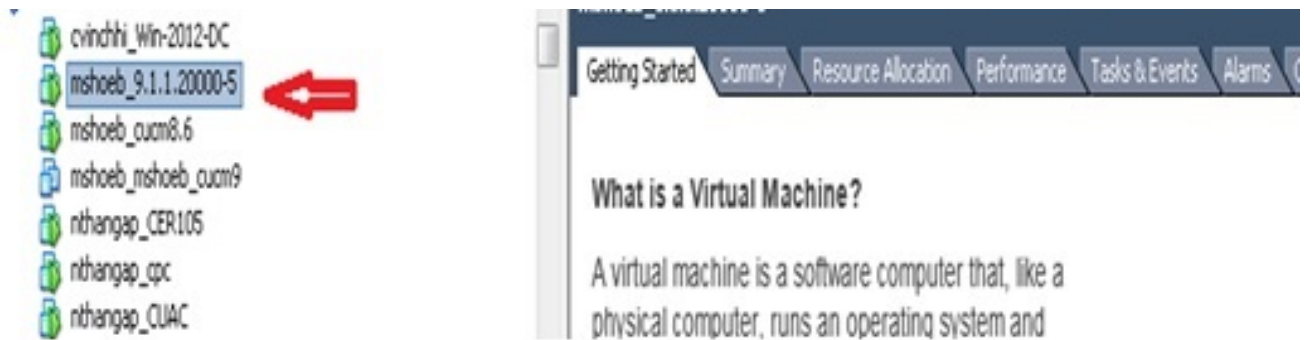 cvinchhi_Win-2012-DC
mshoeb_9.1.1.20000-5
mshoeb_cucm8.6
mshoeb_mshoeb_cucm9
nthangap_CER105
nthangap_cpc
nthangap_CUAC
Getting Started Summary Resource Allocation Performance Tasks & Events Alarms
What is a Virtual Machine?
A virtual machine is a software computer that, like a
physical computer, runs an operating system and